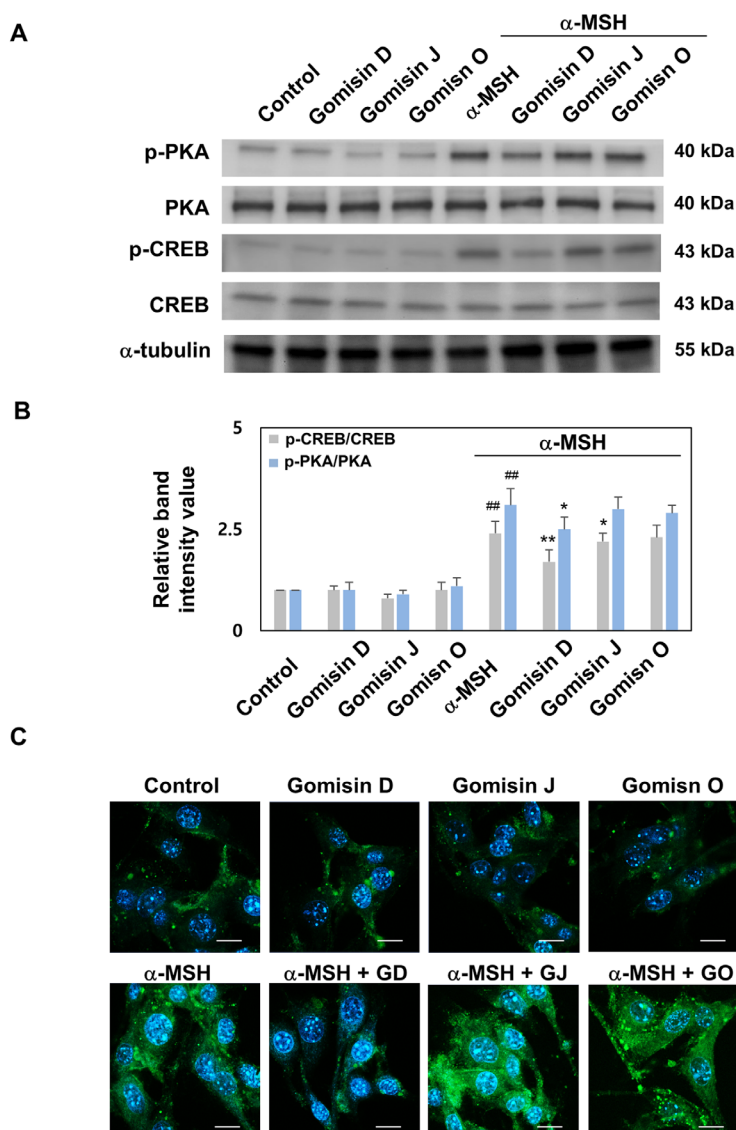 A
α-MSH
Control
Gomisin D
Gomisin J
Gomisn O
α-MSH
Gomisin D
Gomisin J
Gomisn O
p-PKA 40 kDa
PKA 40 kDa
p-CREB 43 kDa
CREB 43 kDa
α-tubulin 55 kDa
B
Relative band
intensity value
5
2.5
0
p-CREB/CREB
p-PKA/PKA
α-MSH
## ## ** * *
Control
Gomisin D
Gomisin J
Gomisn O
α-MSH
Gomisin D
Gomisin J
Gomisn O
C
Control Gomisin D Gomisin J Gomisn O
α-MSH α-MSH + GD α-MSH + GJ α-MSH + GO